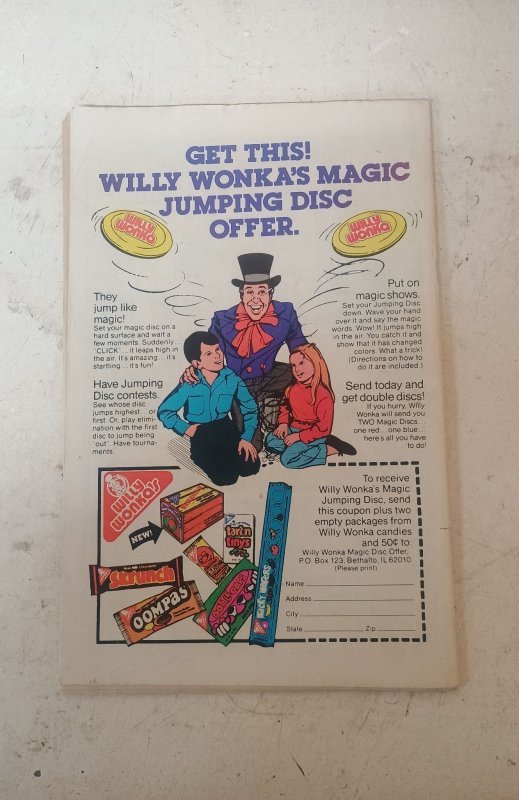 GET THIS!
WILLY WONKA'S MAGIC
JUMPING DISC
OFFER.
Willy
Wonka
Willy
Wonka
They
jump like
magic!
Set your magic disc on a
hard surface and wait a
few moments. Suddenly
'CLICK'... it leaps high in
the air. It's amazing... it's
startling... it's fun!
Have Jumping
Disc contests.
See whose disc
jumps highest... or
first. Or, play elimi-
nation with the first
disc to jump being
'out'. Have tourna-
ments.
Put on
magic shows.
Set your Jumping Disc
down. Wave your hand
over it and say the magic
words. Wow! It jumps high
in the air. You catch it and
show that it has changed
colors. What a trick!
(Directions on how to
do it are included.)
Send today and
get double discs!
If you hurry, Willy
Wonka will send you
TWO Magic Discs...
one red... one blue...
here's all you have
to do!
Willy
Wonka's
NEW!
tart n
tinys
Skrunch
OOMPAS
To receive
Willy Wonka's Magic
Jumping Disc, send
this coupon plus two
empty packages from
Willy Wonka candies
and 50¢ to:
Willy Wonka Magic Disc Offer,
P.O. Box 123, Bethalto, IL 62010
(Please print)
Name
Address
City
State Zip